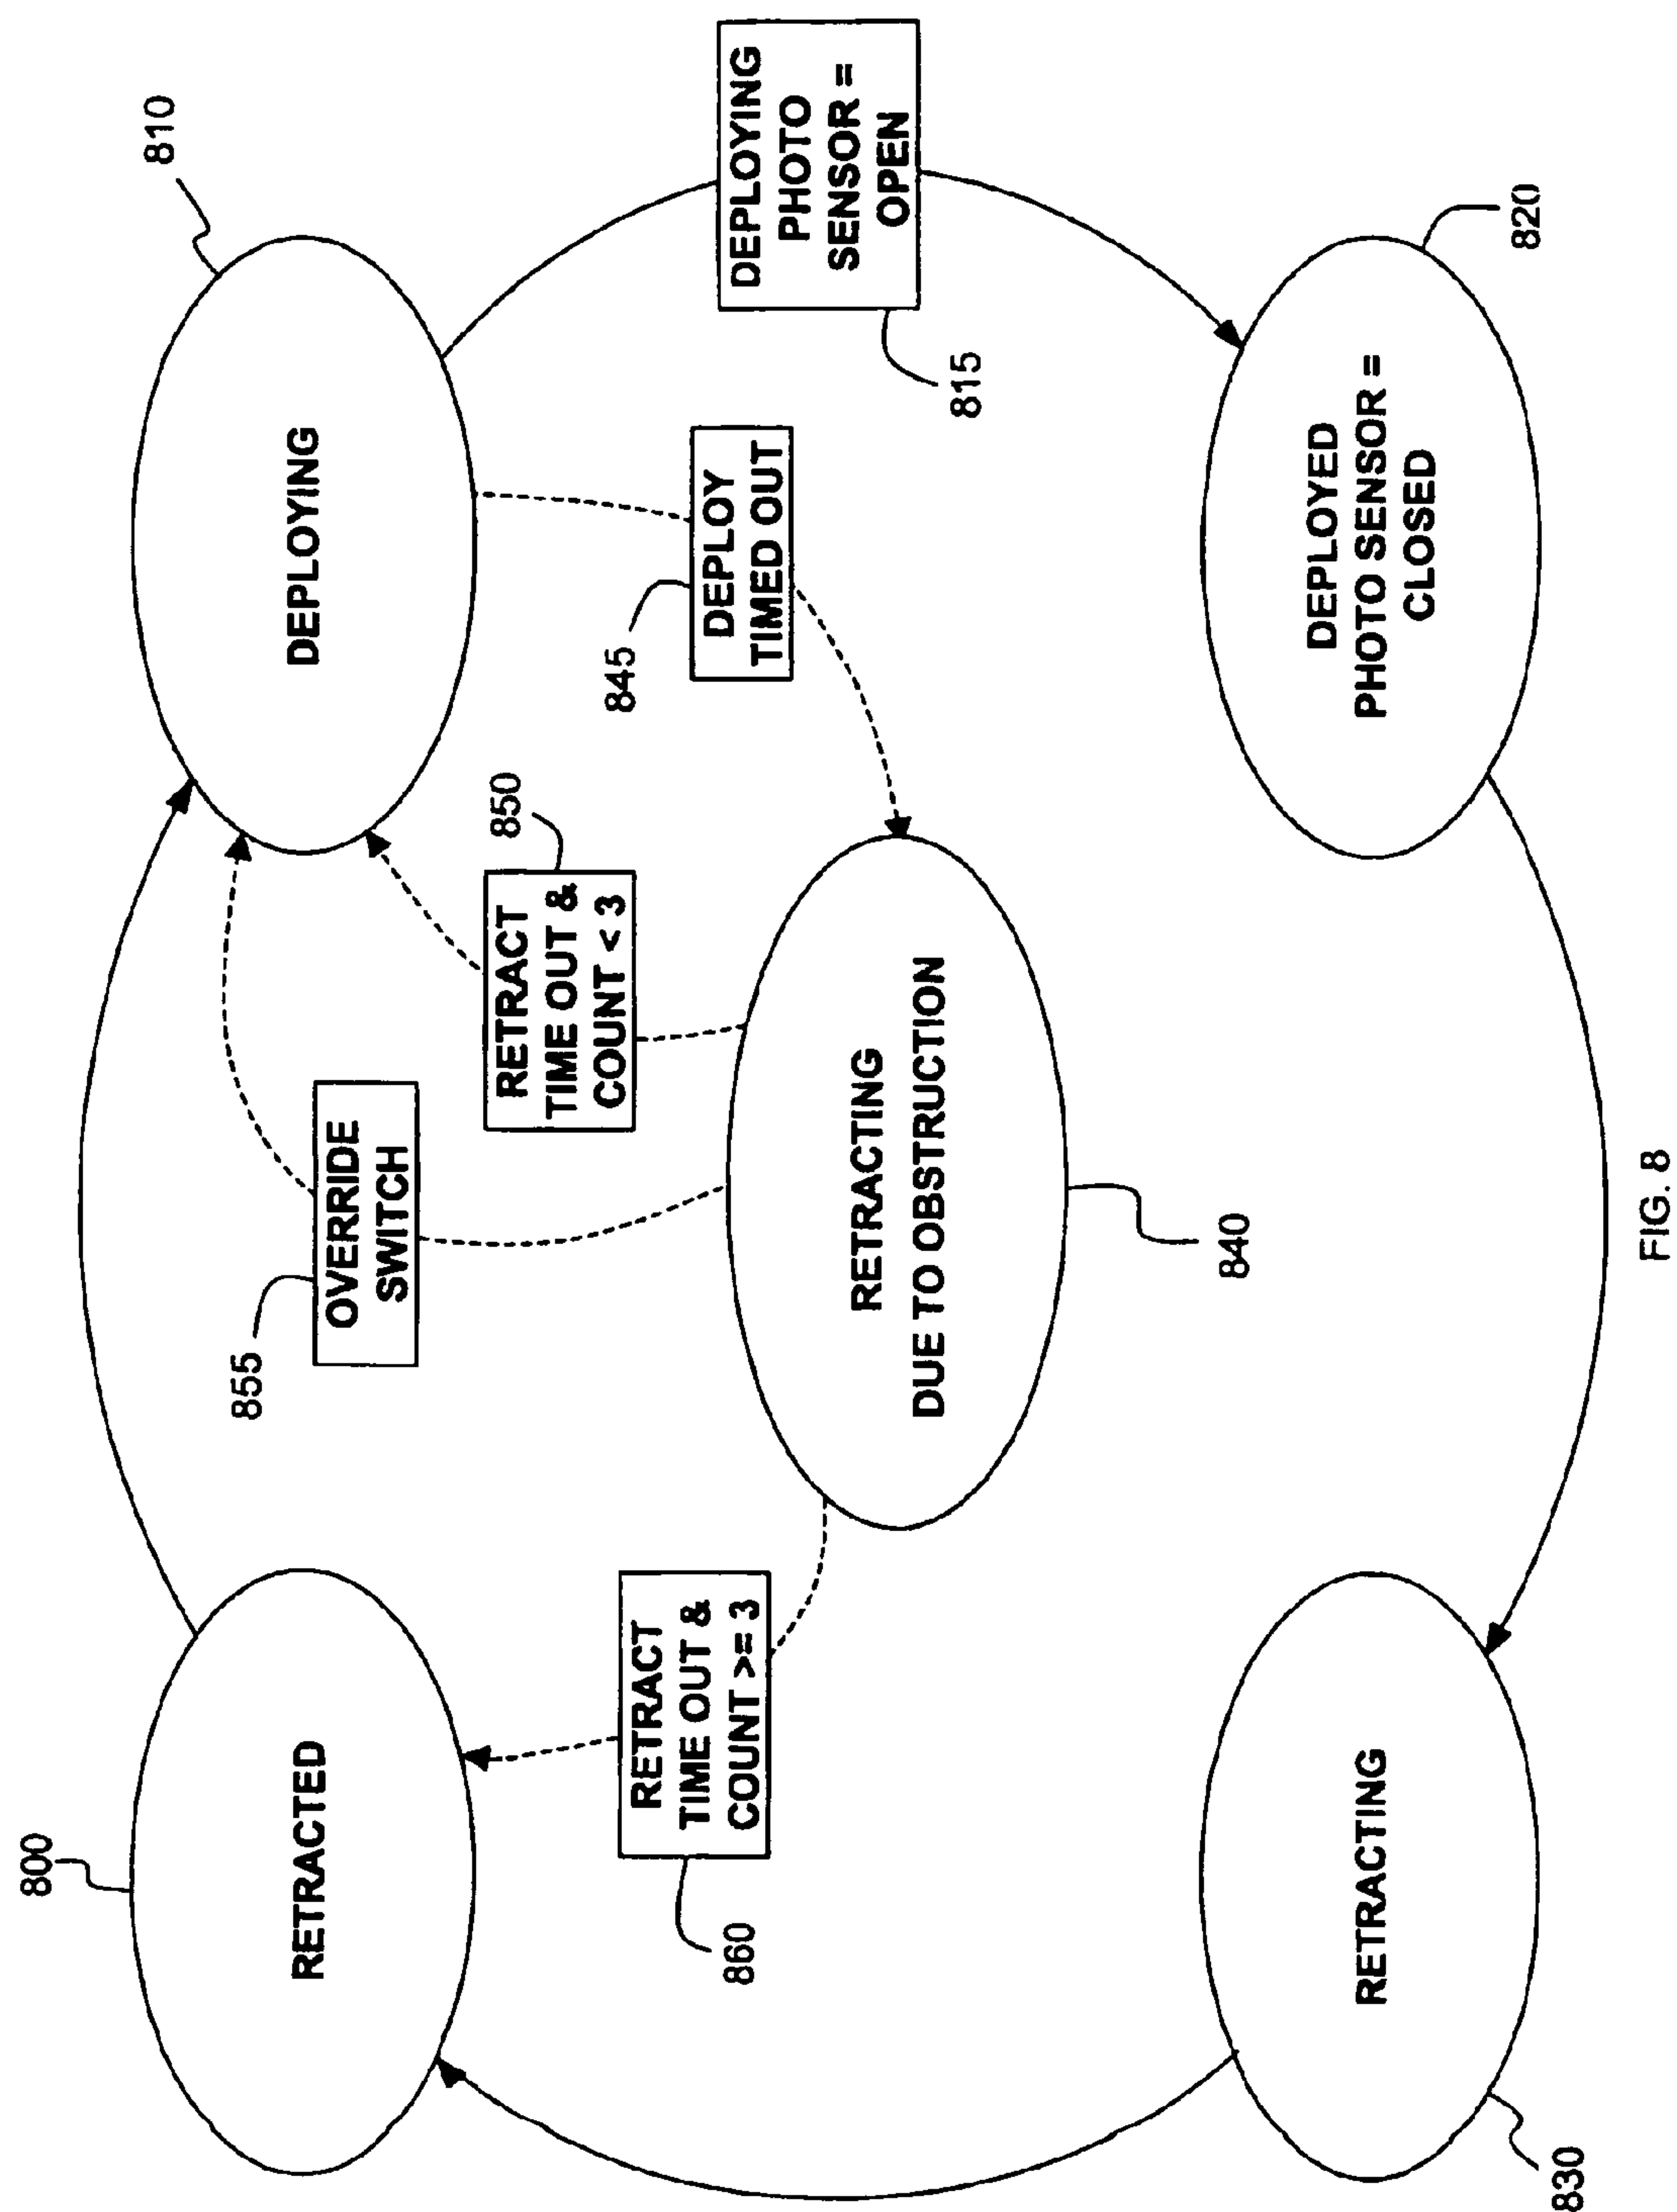 800
RETRACTED
810
DEPLOYING
855
OVERRIDE
SWITCH
850
RETRACT
TIME OUT &
COUNT < 3
860
RETRACT
TIME OUT &
COUNT >= 3
845
DEPLOY
TIMED OUT
DEPLOYING
PHOTO
SENSOR =
OPEN
815
RETRACTING
DUE TO OBSTRUCTION
840
830
RETRACTING
DEPLOYED
PHOTO SENSOR =
CLOSED
820
FIG. 8